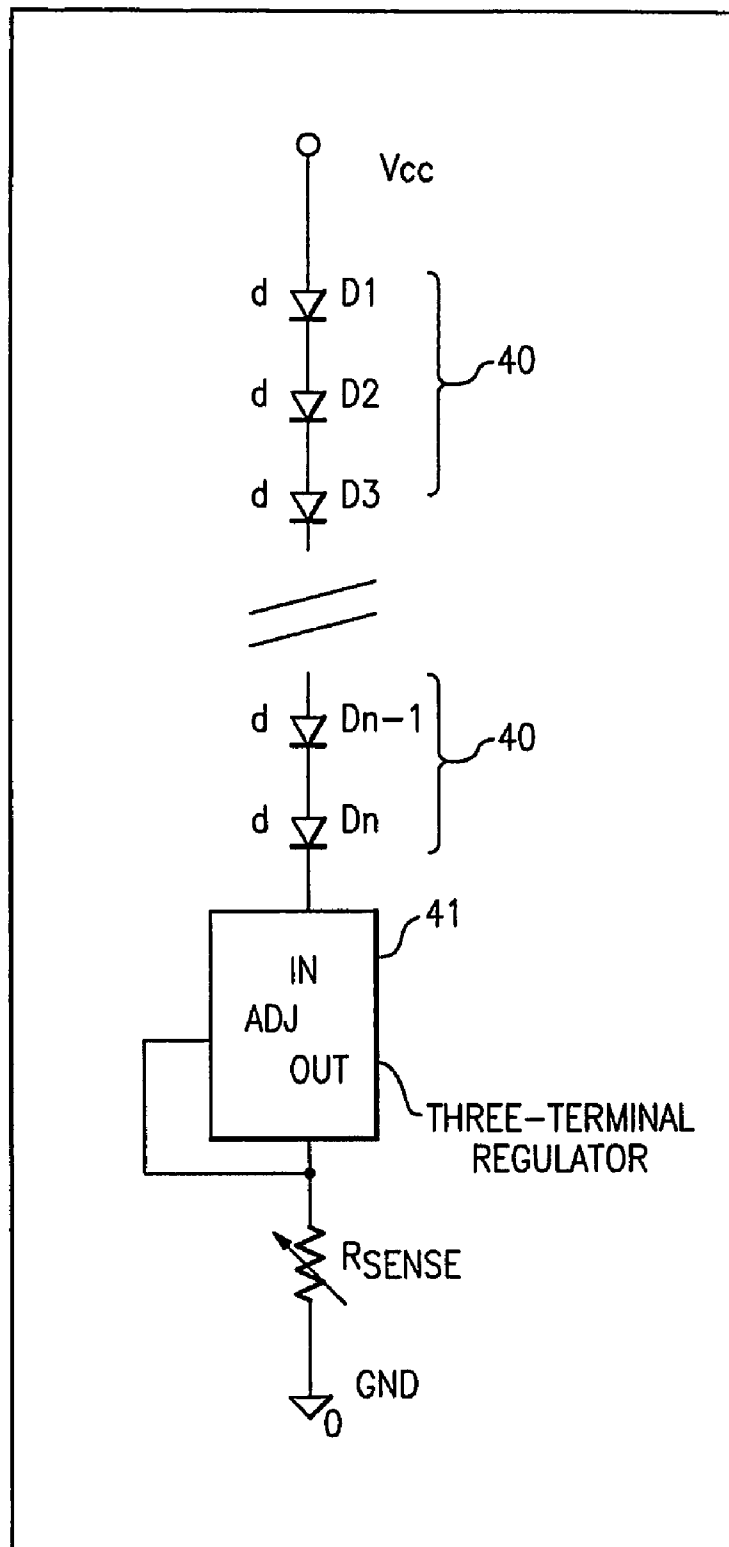 Vcc
d D1
40
d D2
d D3
d Dn-1
40
d Dn
41
IN
ADJ
OUT
THREE-TERMINAL
REGULATOR
RSENSE
GND
0